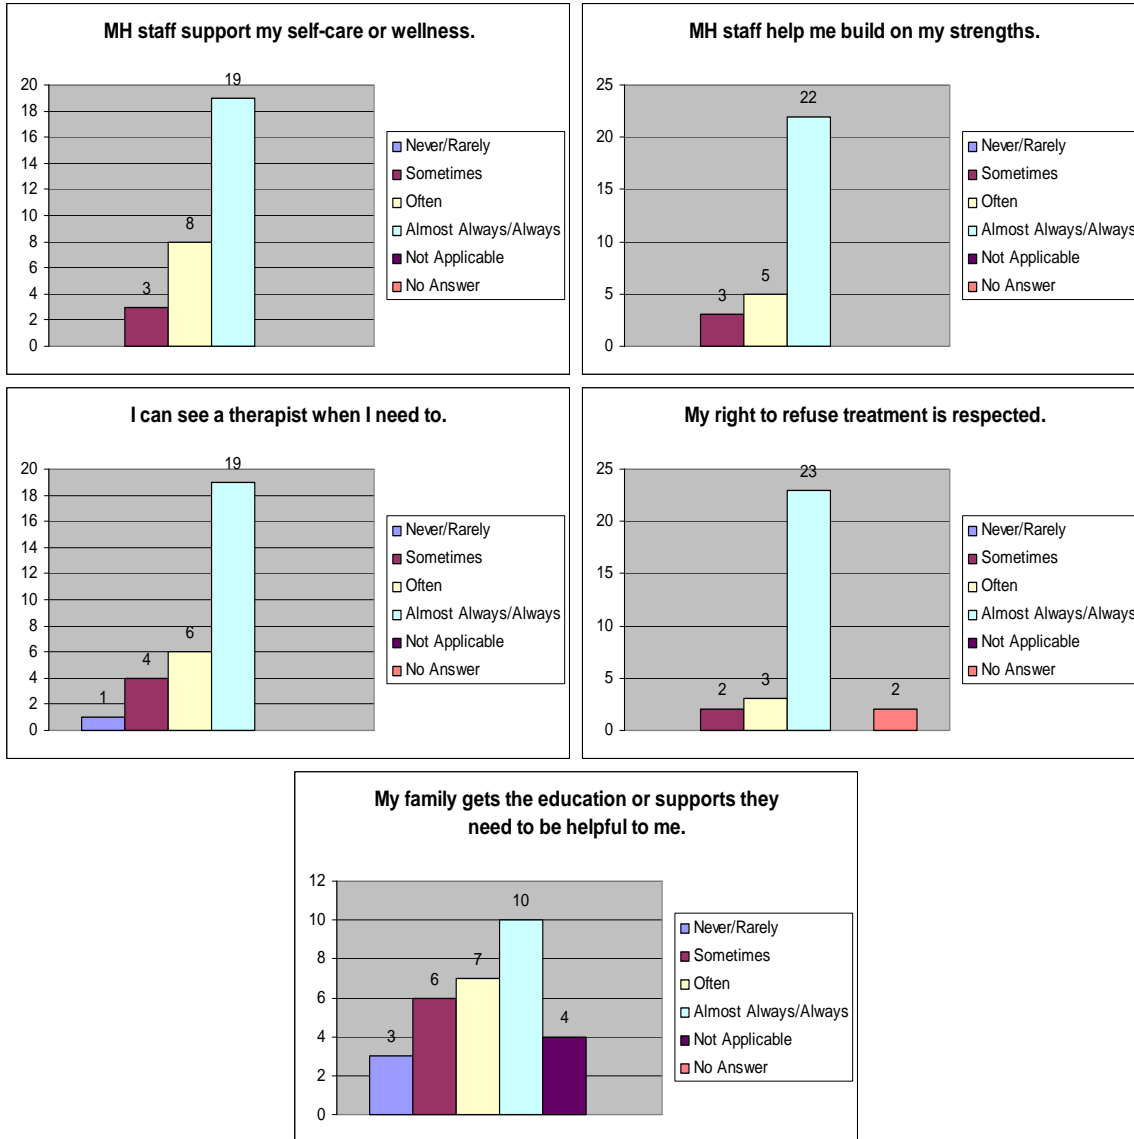 MH staff support my self-care or wellness.
20
18
16
14
12
10
8
6
4
2
0
3
8
19
Never/Rarely
Sometimes
Often
Almost Always/Always
Not Applicable
No Answer
MH staff help me build on my strengths.
25
20
15
10
5
0
3
5
22
Never/Rarely
Sometimes
Often
Almost Always/Always
Not Applicable
No Answer
I can see a therapist when I need to.
20
18
16
14
12
10
8
6
4
2
0
1
4
6
19
Never/Rarely
Sometimes
Often
Almost Always/Always
Not Applicable
No Answer
My right to refuse treatment is respected.
25
20
15
10
5
0
2
3
23
2
Never/Rarely
Sometimes
Often
Almost Always/Always
Not Applicable
No Answer
My family gets the education or supports they
need to be helpful to me.
12
10
8
6
4
2
0
3
6
7
10
4
Never/Rarely
Sometimes
Often
Almost Always/Always
Not Applicable
No Answer